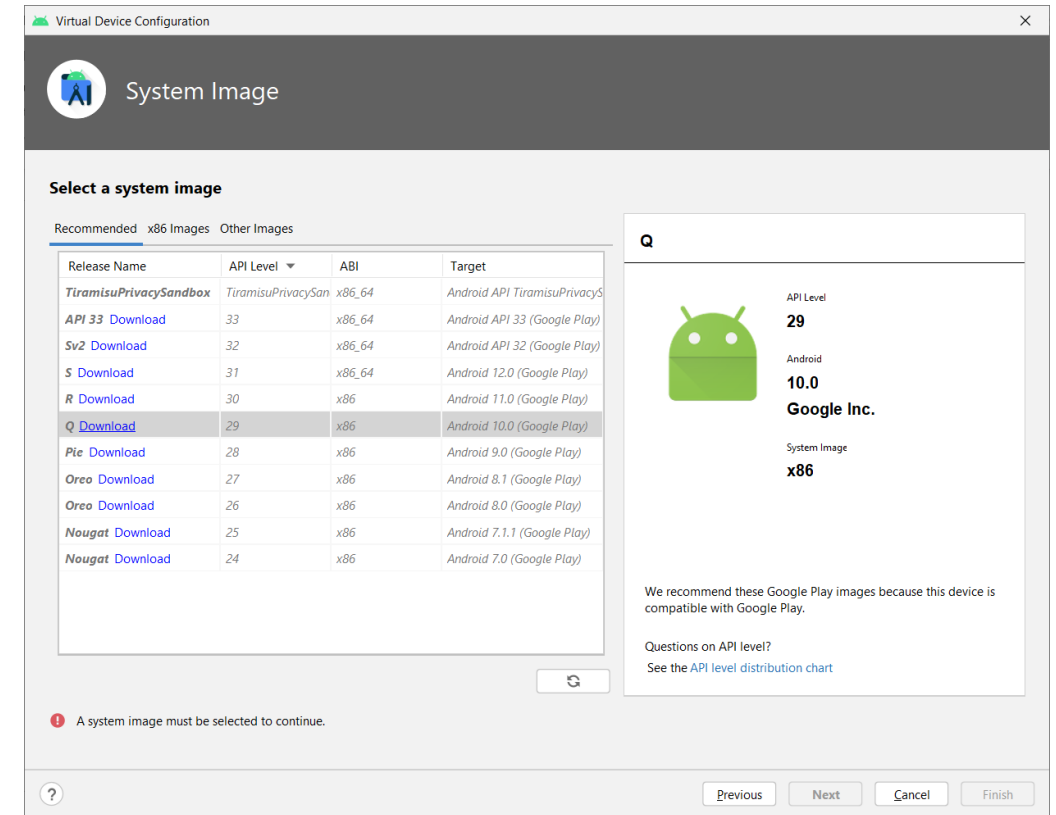 Virtual Device Configuration
System Image
Select a system image
Recommended x86 Images Other Images
Release Name API Level ABI Target
TiramisuPrivacySandbox TiramisuPrivacySan x86_64 Android API TiramisuPrivacyS
API 33 Download 33 x86_64 Android API 33 (Google Play)
Sv2 Download 32 x86_64 Android API 32 (Google Play)
S Download 31 x86_64 Android 12.0 (Google Play)
R Download 30 x86 Android 11.0 (Google Play)
Q Download 29 x86 Android 10.0 (Google Play)
Pie Download 28 x86 Android 9.0 (Google Play)
Oreo Download 27 x86 Android 8.1 (Google Play)
Oreo Download 26 x86 Android 8.0 (Google Play)
Nougat Download 25 x86 Android 7.1.1 (Google Play)
Nougat Download 24 x86 Android 7.0 (Google Play)
Q
API Level
29
Android
10.0
Google Inc.
System Image
x86
We recommend these Google Play images because this device is
compatible with Google Play.
Questions on API level?
See the API level distribution chart
A system image must be selected to continue.
? Previous Next Cancel Finish